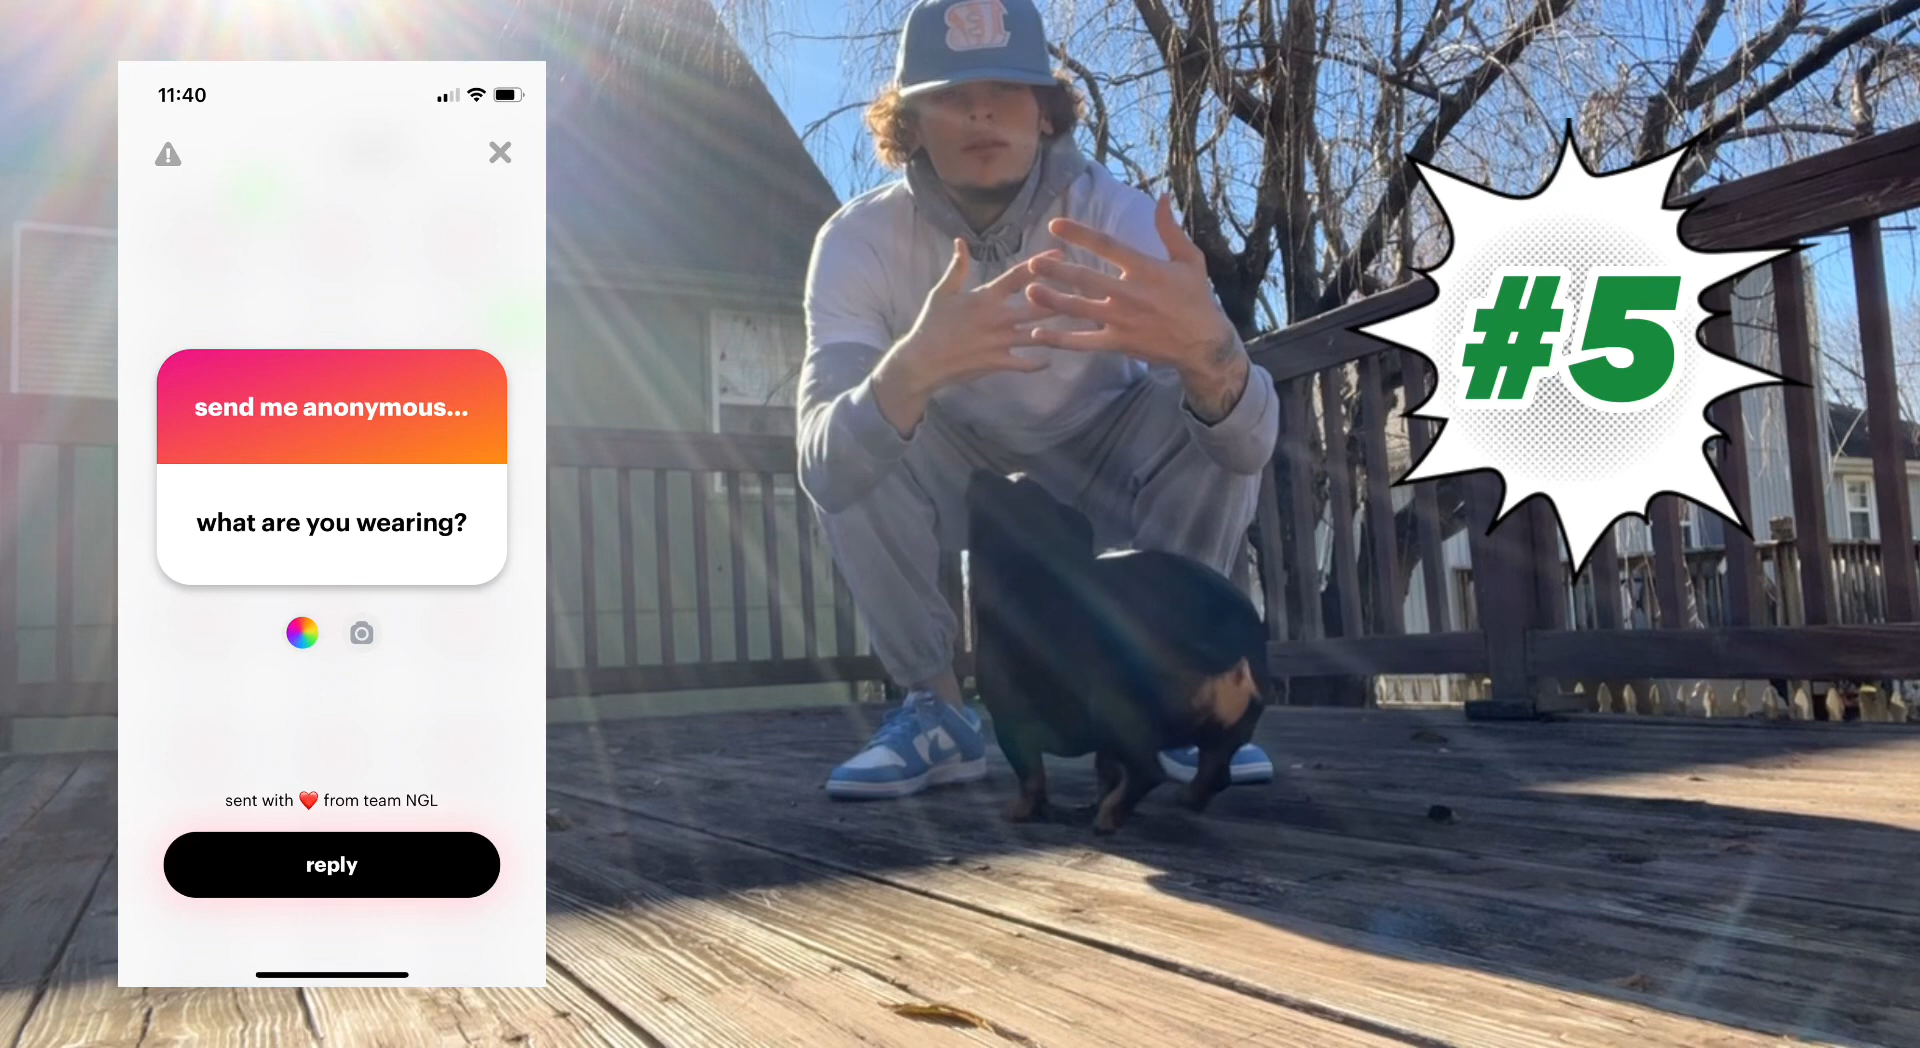 11:40
send me anonymous...
what are you wearing?
sent with ❤️ from team NGL
reply
#5